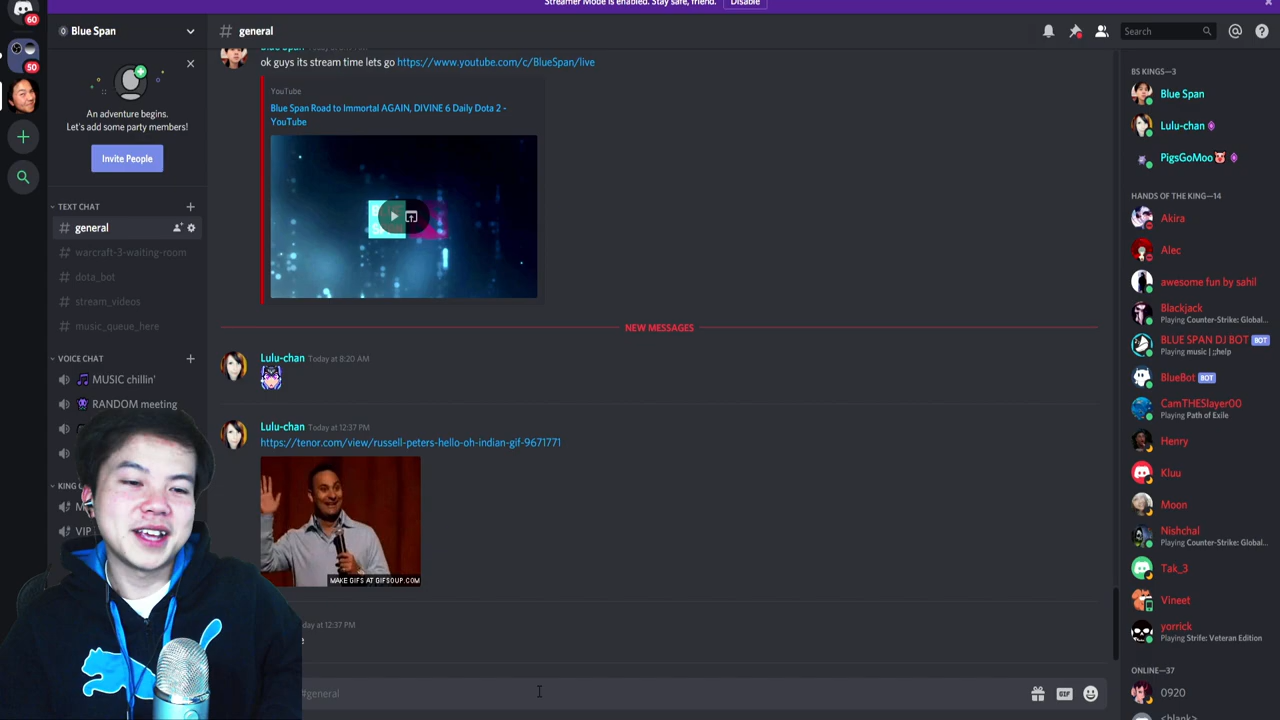 Streamer Mode is enabled. Stay safe, friend.
Disable
60
50
Blue Span
An adventure begins.
Let's add some party members!
Invite People
TEXT CHAT
general
warcraft-3-waiting-room
dota_bot
stream_videos
music_queue_here
VOICE CHAT
MUSIC chillin'
RANDOM meeting
KING
VIP
# general
Search
Blue Span
ok guys its stream time lets go https://www.youtube.com/c/BlueSpan/live
YouTube
Blue Span Road to Immortal AGAIN, DIVINE 6 Daily Dota 2 -
YouTube
NEW MESSAGES
Lulu-chan Today at 8:20 AM
Lulu-chan Today at 12:37 PM
https://tenor.com/view/russell-peters-hello-oh-indian-gif-9671771
MAKE GIFS AT GIFSOUP.COM
at 12:37 PM
#general
GIF
BS KINGS—3
Blue Span
Lulu-chan
PigsGoMoo
HANDS OF THE KING—14
Akira
Alec
awesome fun by sahil
Blackjack
Playing Counter-Strike: Global...
BLUE SPAN DJ BOT BOT
Playing music | ;;help
BlueBot BOT
CamTHESlayer00
Playing Path of Exile
Henry
Kluu
Moon
Nishchal
Playing Counter-Strike: Global...
Tak_3
Vineet
yorrick
Playing Strife: Veteran Edition
ONLINE—37
0920
<blank>